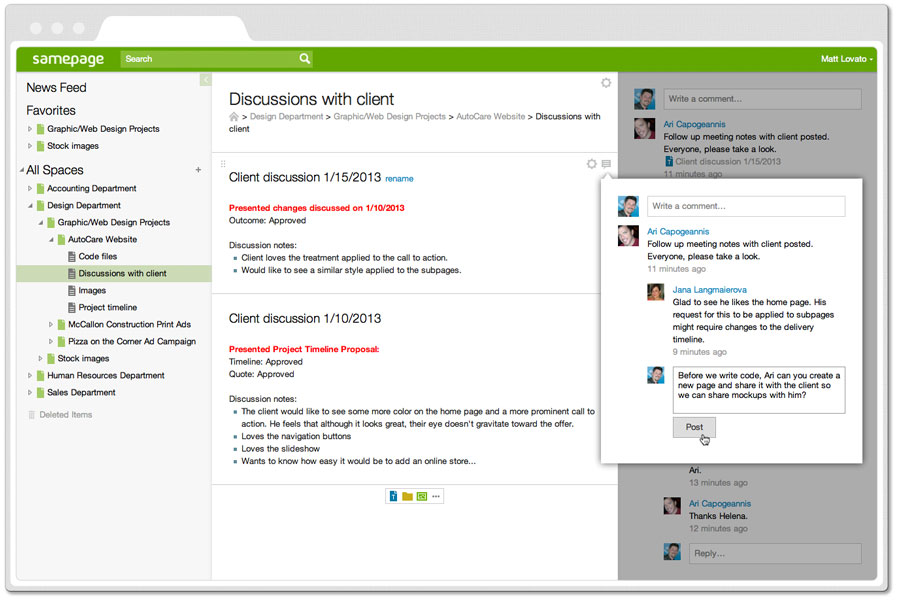 samepage
Search
Matt Lovato
News Feed
Favorites
Graphic/Web Design Projects
Stock images
All Spaces +
Accounting Department
Design Department
Graphic/Web Design Projects
AutoCare Website
Code files
Discussions with client
Images
Project timeline
McCallon Construction Print Ads
Pizza on the Corner Ad Campaign
Stock images
Human Resources Department
Sales Department
Deleted Items
Discussions with client
> Design Department > Graphic/Web Design Projects > AutoCare Website > Discussions with
client
Client discussion 1/15/2013 rename
Presented changes discussed on 1/10/2013
Outcome: Approved
Discussion notes:
Client loves the treatment applied to the call to action.
Would like to see a similar style applied to the subpages.
Client discussion 1/10/2013
Presented Project Timeline Proposal:
Timeline: Approved
Quote: Approved
Discussion notes:
The client would like to see some more color on the home page and a more prominent call to
action. He feels that although it looks great, their eye doesn't gravitate toward the offer.
Loves the navigation buttons
Loves the slideshow
Wants to know how easy it would be to add an online store...
Write a comment...
Ari Capogeannis
Follow up meeting notes with client posted.
Everyone, please take a look.
Client discussion 1/15/2013
11 minutes ago
Write a comment...
Ari Capogeannis
Follow up meeting notes with client posted.
Everyone, please take a look.
11 minutes ago
Jana Langmaierova
Glad to see he likes the home page. His
request for this to be applied to subpages
might require changes to the delivery
timeline.
9 minutes ago
Before we write code, Ari can you create a
new page and share it with the client so
we can share mockups with him?
Post
Ari.
13 minutes ago
Ari Capogeannis
Thanks Helena.
12 minutes ago
Reply...